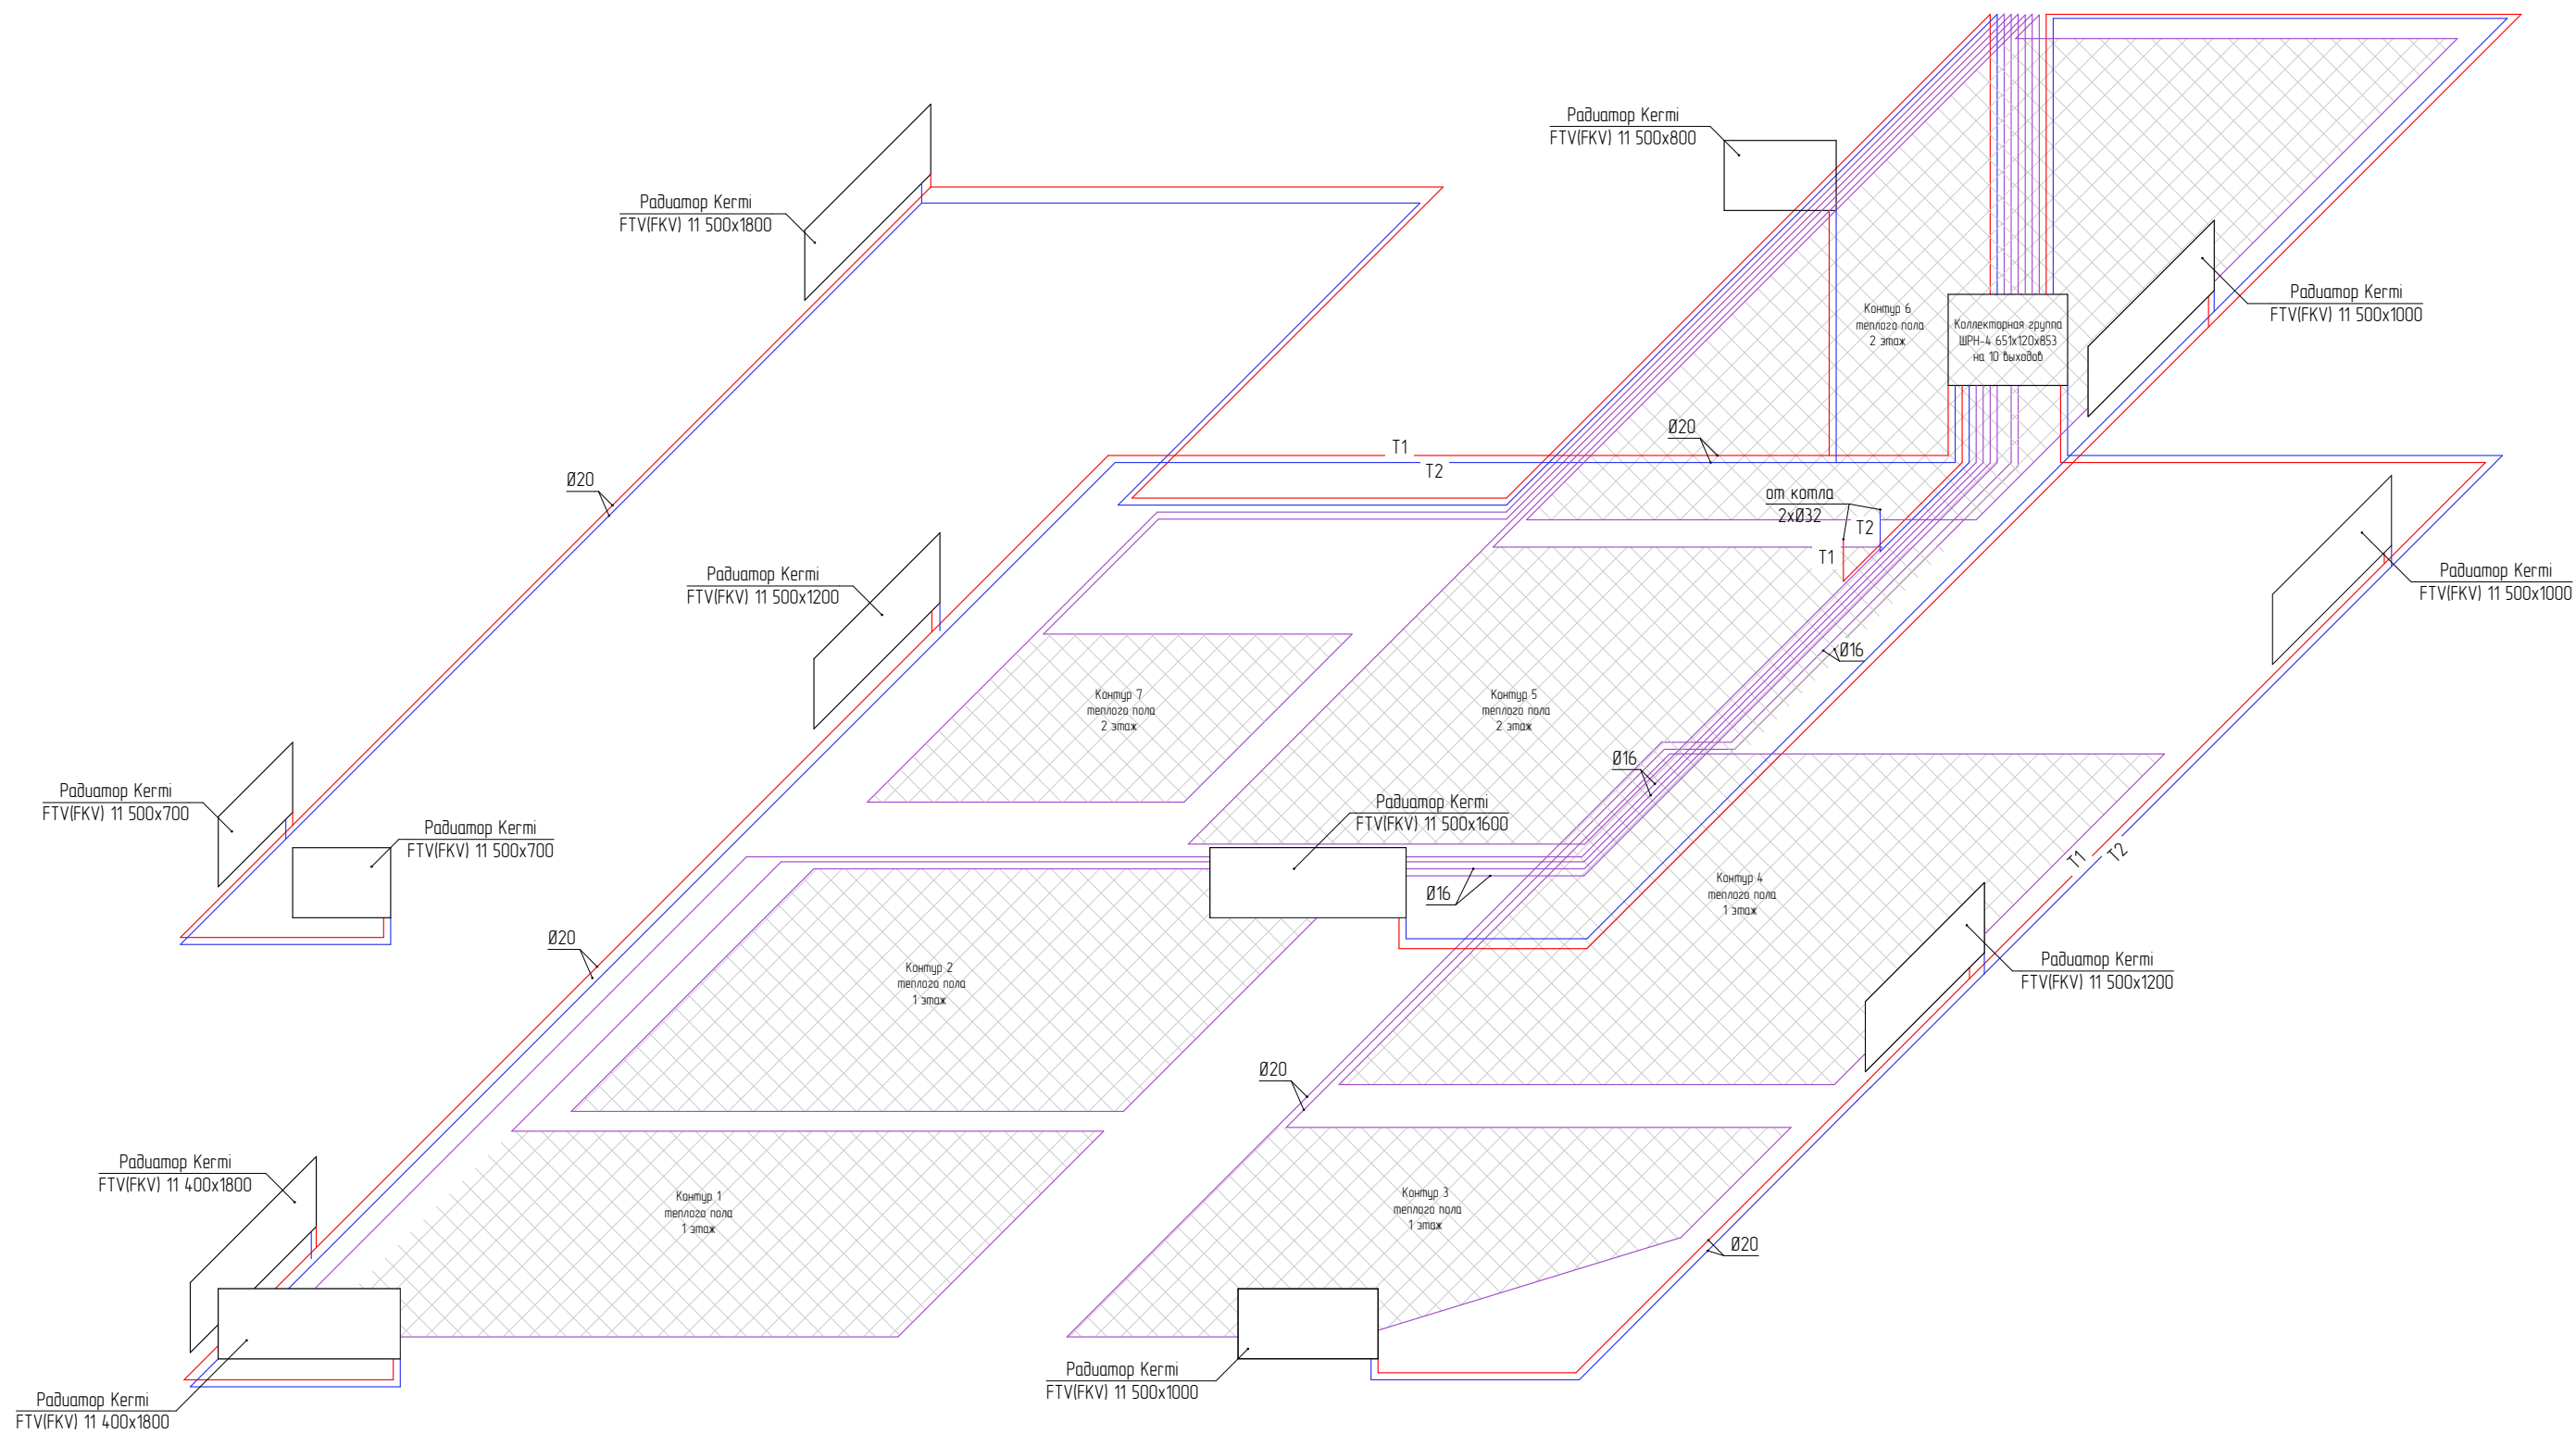 Радиатор Kermi
FTV(FKV) 11 500x800
Радиатор Kermi
FTV(FKV) 11 500x1800
Радиатор Kermi
FTV(FKV) 11 500x1000
Контур 6
теплого пола
2 этаж
Коллекторная группа
ШРН-4 651x120x853
на 10 выходов
Ø20
T1
T2
Ø20
от котла
2xØ32
T2
T1
Радиатор Kermi
FTV(FKV) 11 500x1200
Радиатор Kermi
FTV(FKV) 11 500x1000
Ø16
Контур 7
теплого пола
2 этаж
Контур 5
теплого пола
2 этаж
Ø16
Радиатор Kermi
FTV(FKV) 11 500x700
Радиатор Kermi
FTV(FKV) 11 500x1600
Радиатор Kermi
FTV(FKV) 11 500x700
T1
T2
Ø16
Контур 4
теплого пола
1 этаж
Ø20
Контур 2
теплого пола
1 этаж
Радиатор Kermi
FTV(FKV) 11 500x1200
Ø20
Радиатор Kermi
FTV(FKV) 11 400x1800
Контур 1
теплого пола
1 этаж
Контур 3
теплого пола
1 этаж
Ø20
Радиатор Kermi
FTV(FKV) 11 500x1000
Радиатор Kermi
FTV(FKV) 11 400x1800